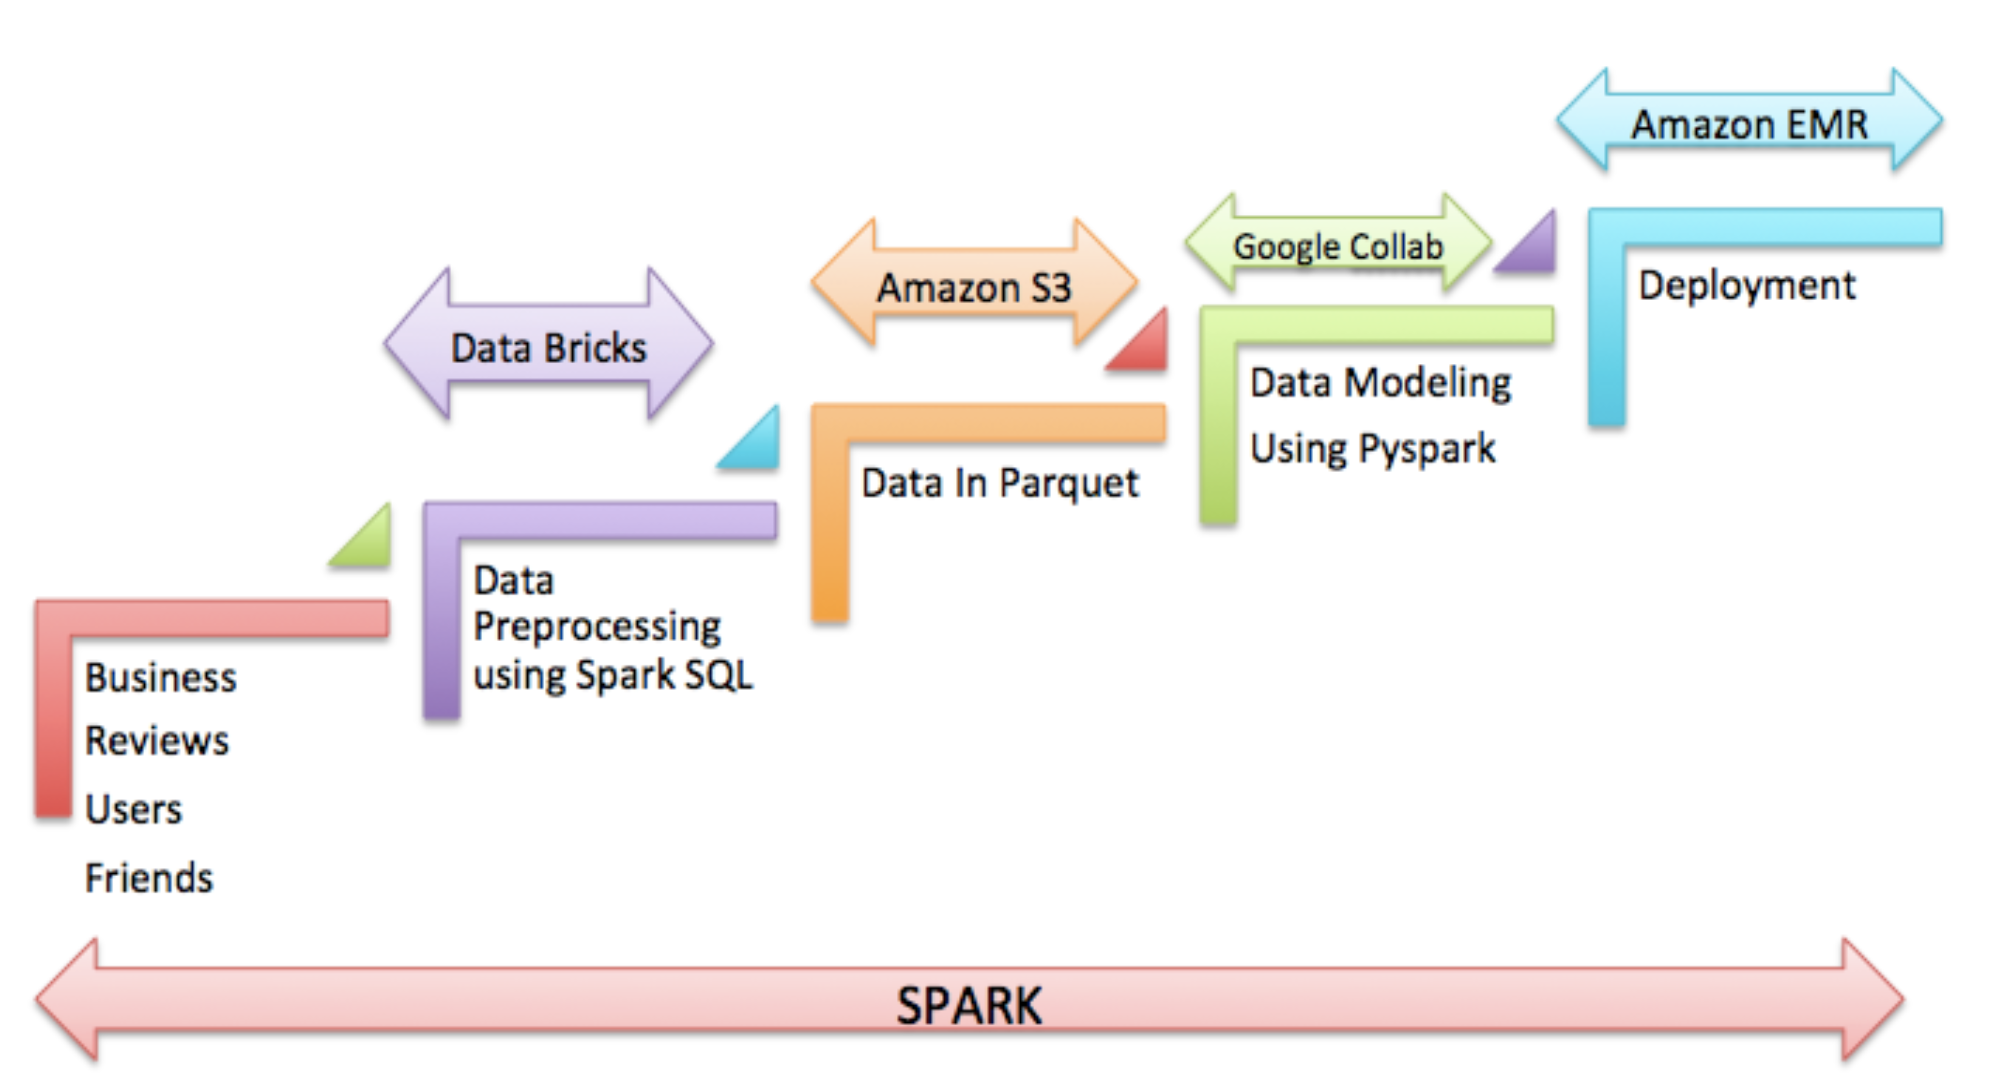 Business
Reviews
Users
Friends
Data Bricks
Data
Preprocessing
using Spark SQL
Amazon S3
Data In Parquet
Google Collab
Data Modeling
Using Pyspark
Amazon EMR
Deployment
SPARK